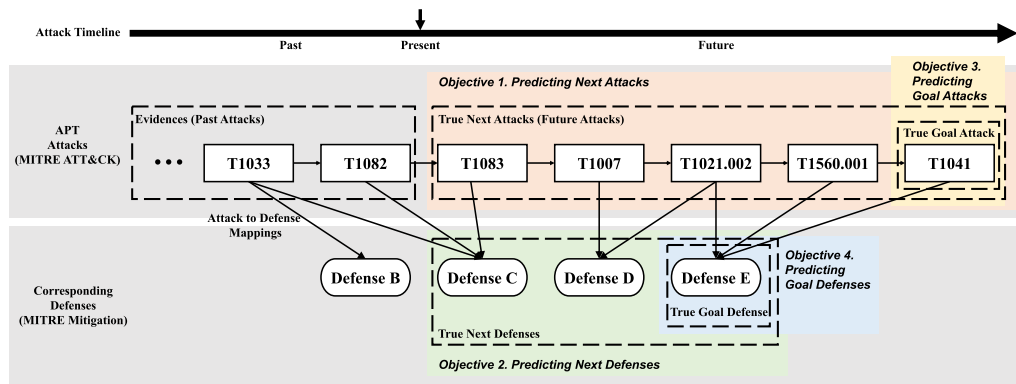 Attack Timeline
Past
Present
Future
Objective 1. Predicting Next Attacks
Objective 3.
Predicting
Goal Attacks
APT
Attacks
(MITRE ATT&CK)
Evidences (Past Attacks)
True Next Attacks (Future Attacks)
True Goal Attack
•••
T1033
T1082
T1083
T1007
T1021.002
T1560.001
T1041
Attack to Defense
Mappings
Corresponding
Defenses
(MITRE Mitigation)
Defense B
Defense C
Defense D
Defense E
True Goal Defense
True Next Defenses
Objective 4.
Predicting
Goal Defenses
Objective 2. Predicting Next Defenses